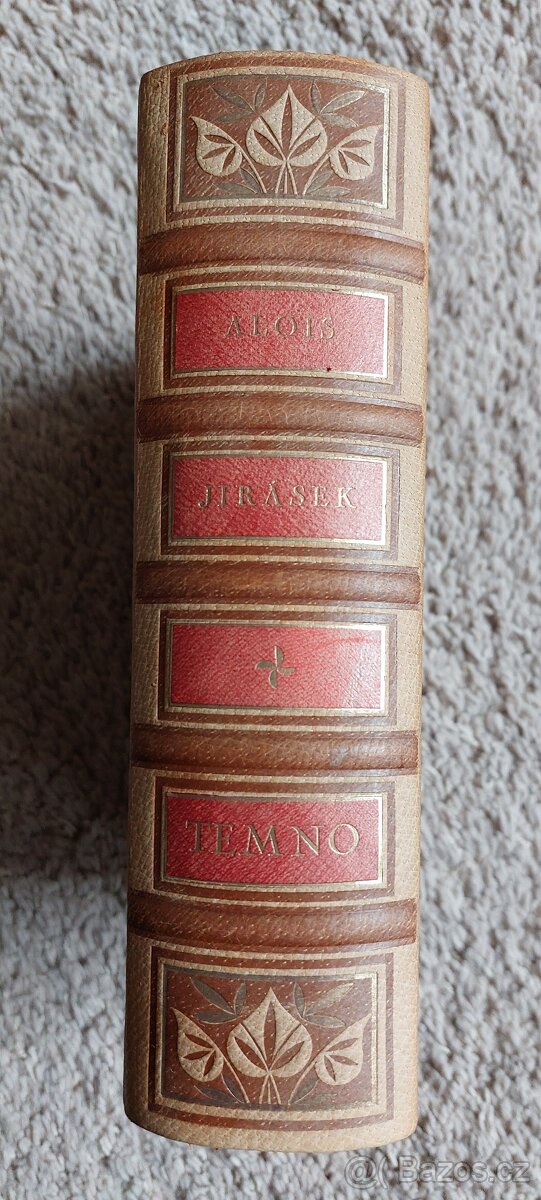 ALOIS
JIRÁSEK
TEMNO
Bazos.cz